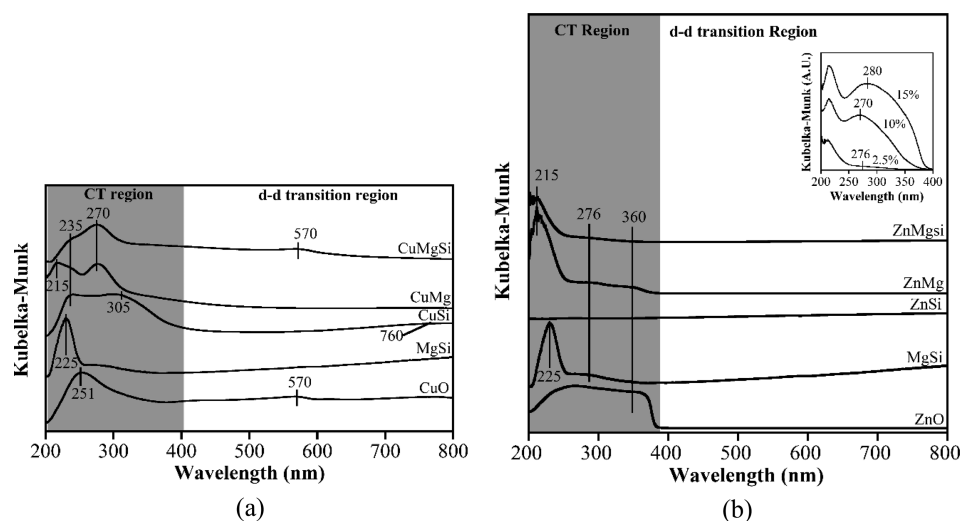 CT region
d-d transition region
235
270
570
CuMgSi
215
305
CuMg
CuSi
760
MgSi
225
251
570
CuO
Kubelka-Munk
200 300 400 500 600 700 800
Wavelength (nm)
(a)
CT Region
d-d transition Region
Kubelka-Munk (A.U.)
280
15%
270
10%
276
2.5%
200 250 300 350 400
Wavelength (nm)
215
276
360
ZnMgsi
ZnMg
ZnSi
MgSi
225
ZnO
Kubelka-Munk
200 300 400 500 600 700 800
Wavelength (nm)
(b)